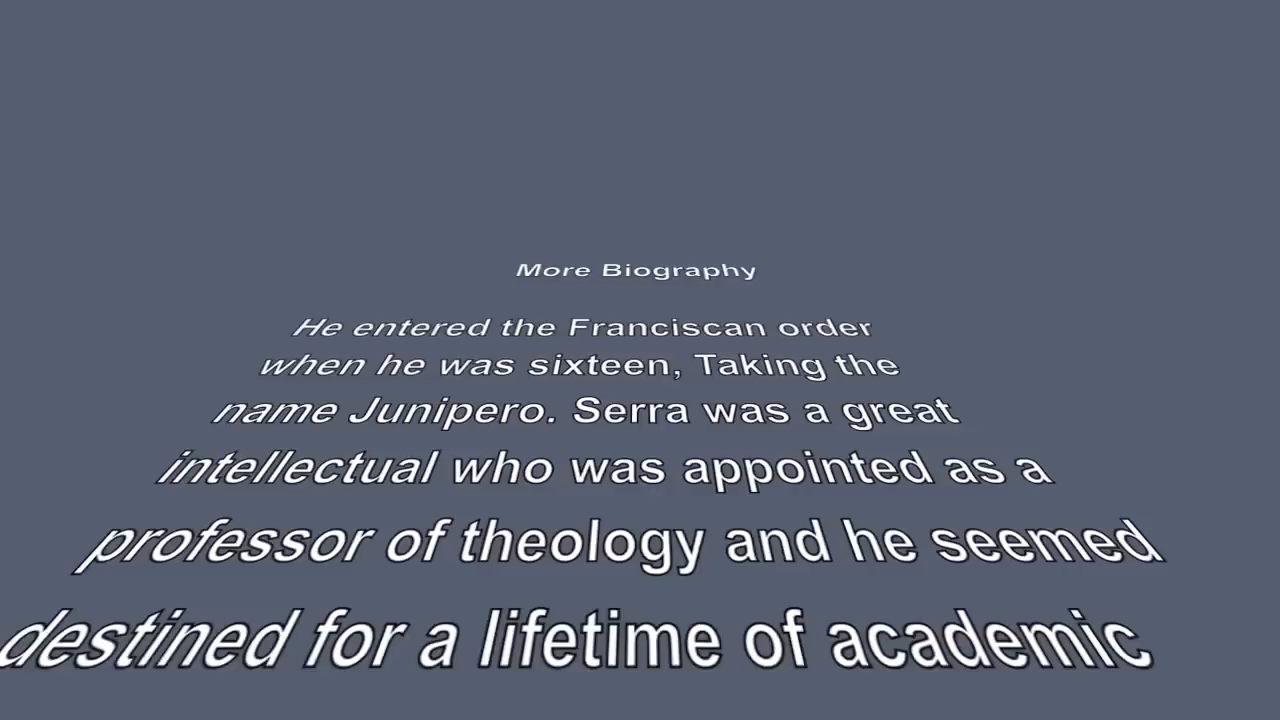 More Biography
He entered the Franciscan order
when he was sixteen, Taking the
name Junipero. Serra was a great
intellectual who was appointed as a
professor of theology and he seemed
destined for a lifetime of academic